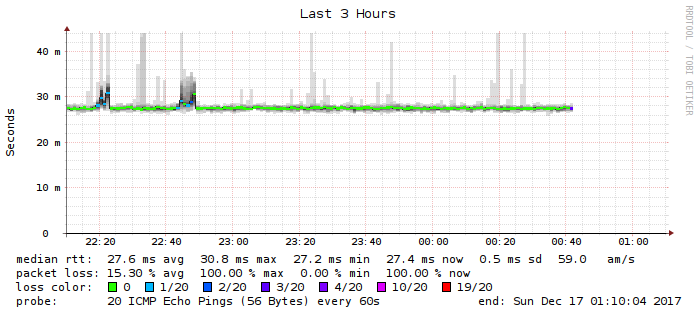 Last 3 Hours
RRDTOOL / TOBI OETIKER
Seconds
40 m
30 m
20 m
10 m
0
22:20 22:40 23:00 23:20 23:40 00:00 00:20 00:40 01:00
median rtt: 27.6 ms avg 30.8 ms max 27.2 ms min 27.4 ms now 0.5 ms sd 59.0 am/s
packet loss: 15.30 % avg 100.00 % max 0.00 % min 100.00 % now
loss color: 0 1/20 2/20 3/20 4/20 10/20 19/20
probe: 20 ICMP Echo Pings (56 Bytes) every 60s end: Sun Dec 17 01:10:04 2017